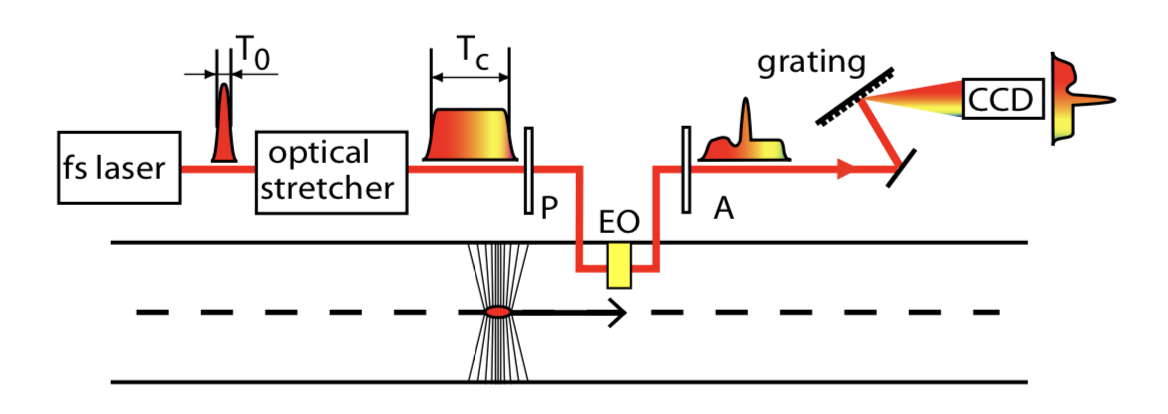 T0
Tc
grating
CCD
fs laser
optical
stretcher
P
A
EO